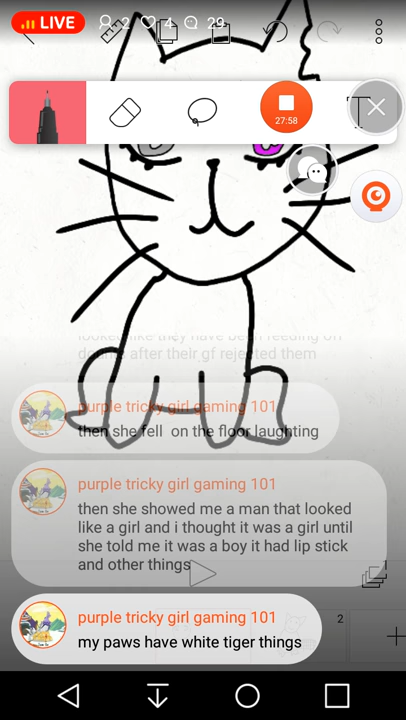 LIVE 2 4 29
27:58
T
looked like they have been feeding on
after their gf rejected them
purple tricky girl gaming 101
then she fell on the floor laughting
purple tricky girl gaming 101
then she showed me a man that looked
like a girl and i thought it was a girl until
she told me it was a boy it had lip stick
and other things
purple tricky girl gaming 101
my paws have white tiger things
2